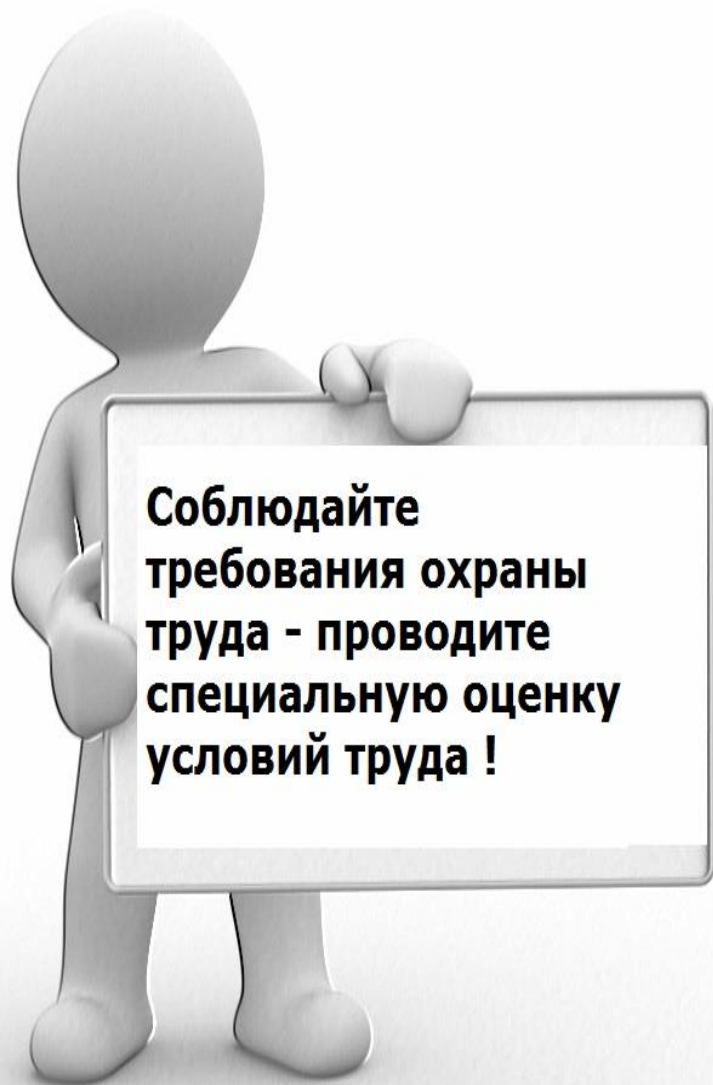 Соблюдайте
требования охраны
труда - проводите
специальную оценку
условий труда !